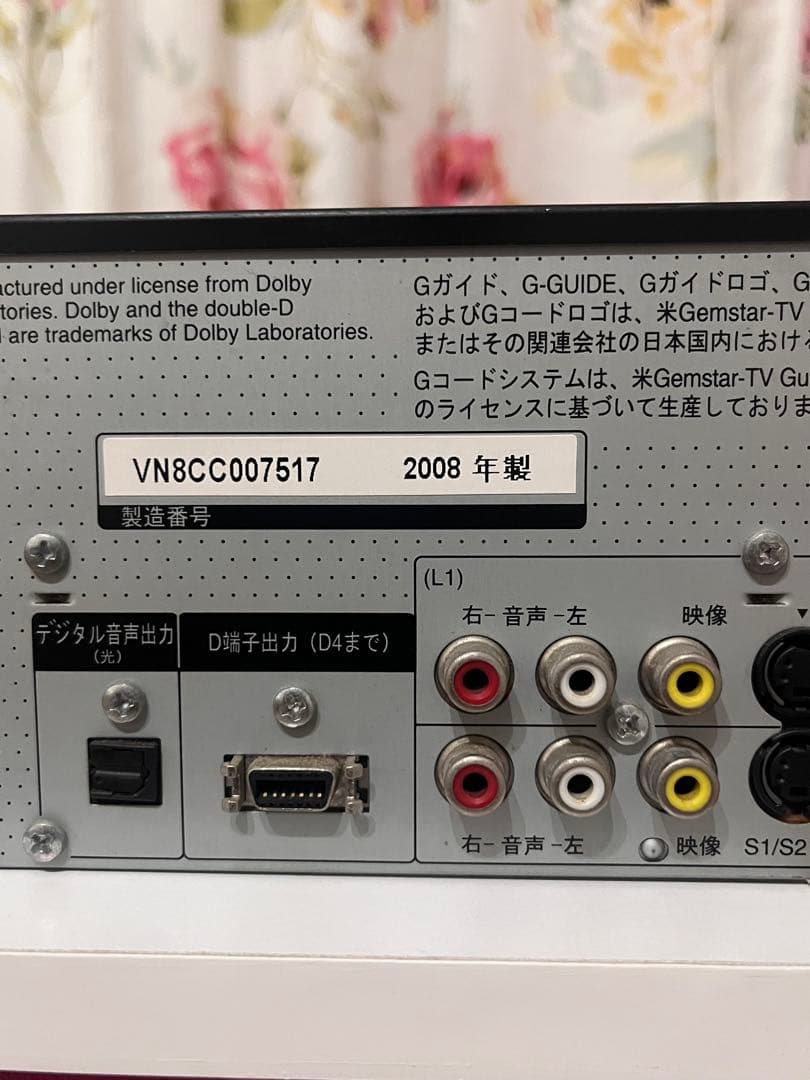 actured under license from Dolby
tories. Dolby and the double-D
are trademarks of Dolby Laboratories.
Gガイド、G-GUIDE、Gガイドロゴ、G
およびGコードロゴは、米Gemstar-TV
またはその関連会社の日本国内における
Gコードシステムは、米Gemstar-TV Gu
のライセンスに基づいて生産しておりま
VN8CC007517 2008 年製
製造番号
(L1)
右-音声-左 映像
デジタル音声出力
(光)
D端子出力(D4まで)
右-音声-左 映像 S1/S2